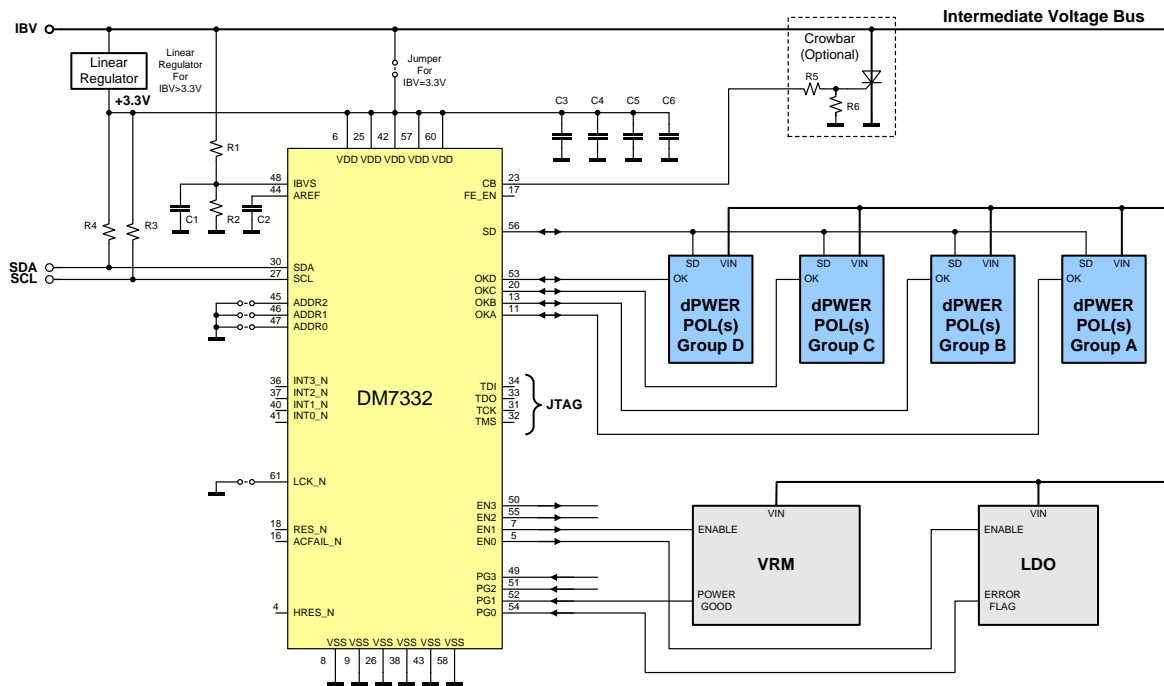 Intermediate Voltage Bus
IBV
Linear
Regulator
+3.3V
Linear
Regulator
For
IBV>3.3V
Jumper
For
IBV=3.3V
Crowbar
(Optional)
R5
R6
C3
C4
C5
C6
R1
R2
C1
C2
R4
R3
6
25
42
57
60
VDD
VDD
VDD
VDD
VDD
48
IBVS
44
AREF
SDA
30
SDA
SCL
27
SCL
45
ADDR2
46
ADDR1
47
ADDR0
36
INT3_N
37
INT2_N
40
INT1_N
41
INT0_N
61
LCK_N
18
RES_N
16
ACFAIL_N
4
HRES_N
DM7332
CB
23
FE_EN
17
SD
56
OKD
53
OKC
20
OKB
13
OKA
11
TDI
34
TDO
33
TCK
31
TMS
32
JTAG
EN3
50
EN2
55
EN1
7
EN0
5
PG3
49
PG2
51
PG1
52
PG0
54
VSS
VSS
VSS
VSS
VSS
VSS
8
9
26
38
43
58
SD
VIN
OK
dPWER
POL(s)
Group D
SD
VIN
OK
dPWER
POL(s)
Group C
SD
VIN
OK
dPWER
POL(s)
Group B
SD
VIN
OK
dPWER
POL(s)
Group A
VIN
ENABLE
VRM
POWER
GOOD
VIN
ENABLE
LDO
ERROR
FLAG